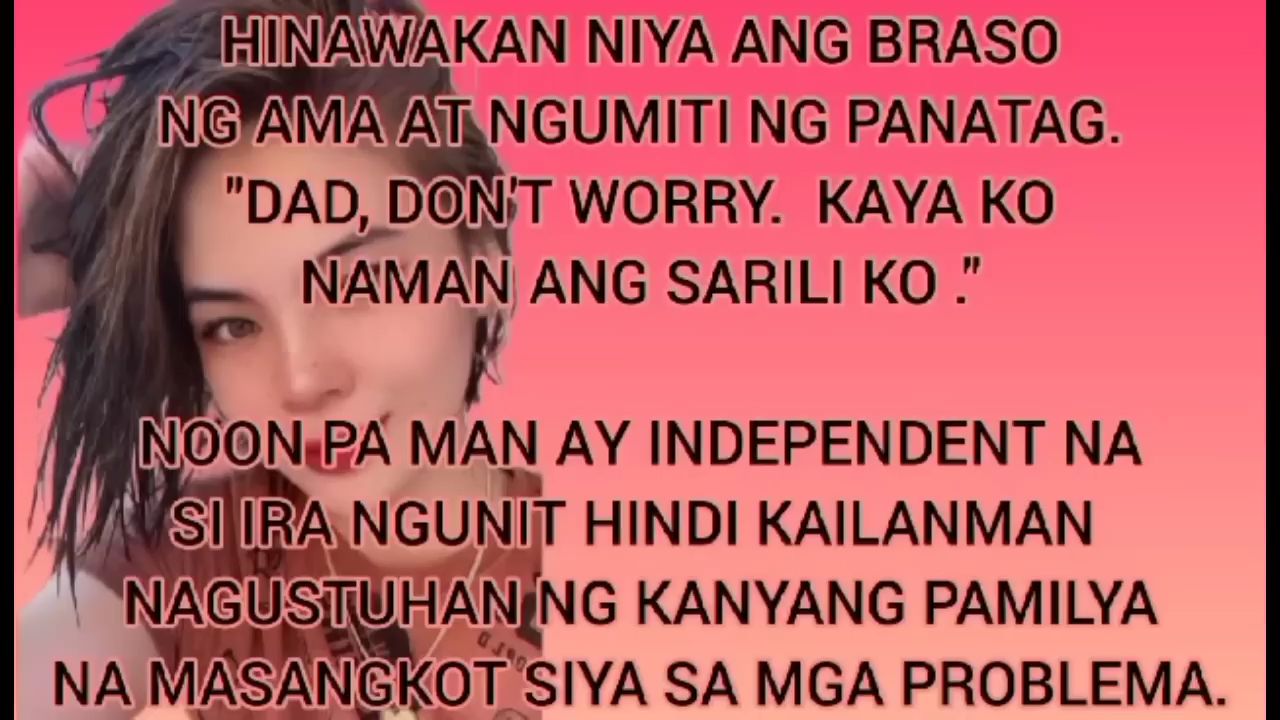 HINAWAKAN NIYA ANG BRASO
NG AMA AT NGUMITI NG PANATAG.
"DAD, DON'T WORRY.  KAYA KO
NAMAN ANG SARILI KO ."
NOON PA MAN AY INDEPENDENT NA
SI IRA NGUNIT HINDI KAILANMAN
NAGUSTUHAN NG KANYANG PAMILYA
NA MASANGKOT SIYA SA MGA PROBLEMA.